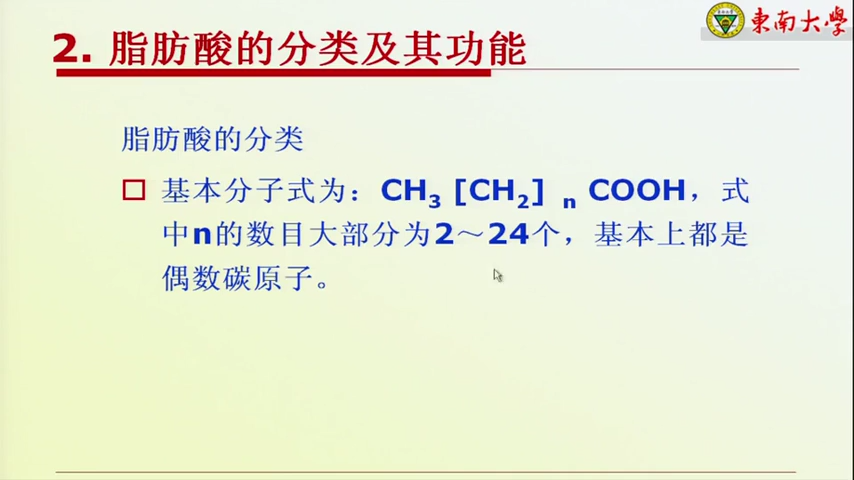 2. 脂肪酸的分类及其功能
東南大學
脂肪酸的分类
基本分子式为：CH3 [CH2] n COOH，式
中n的数目大部分为2～24个，基本上都是
偶数碳原子。